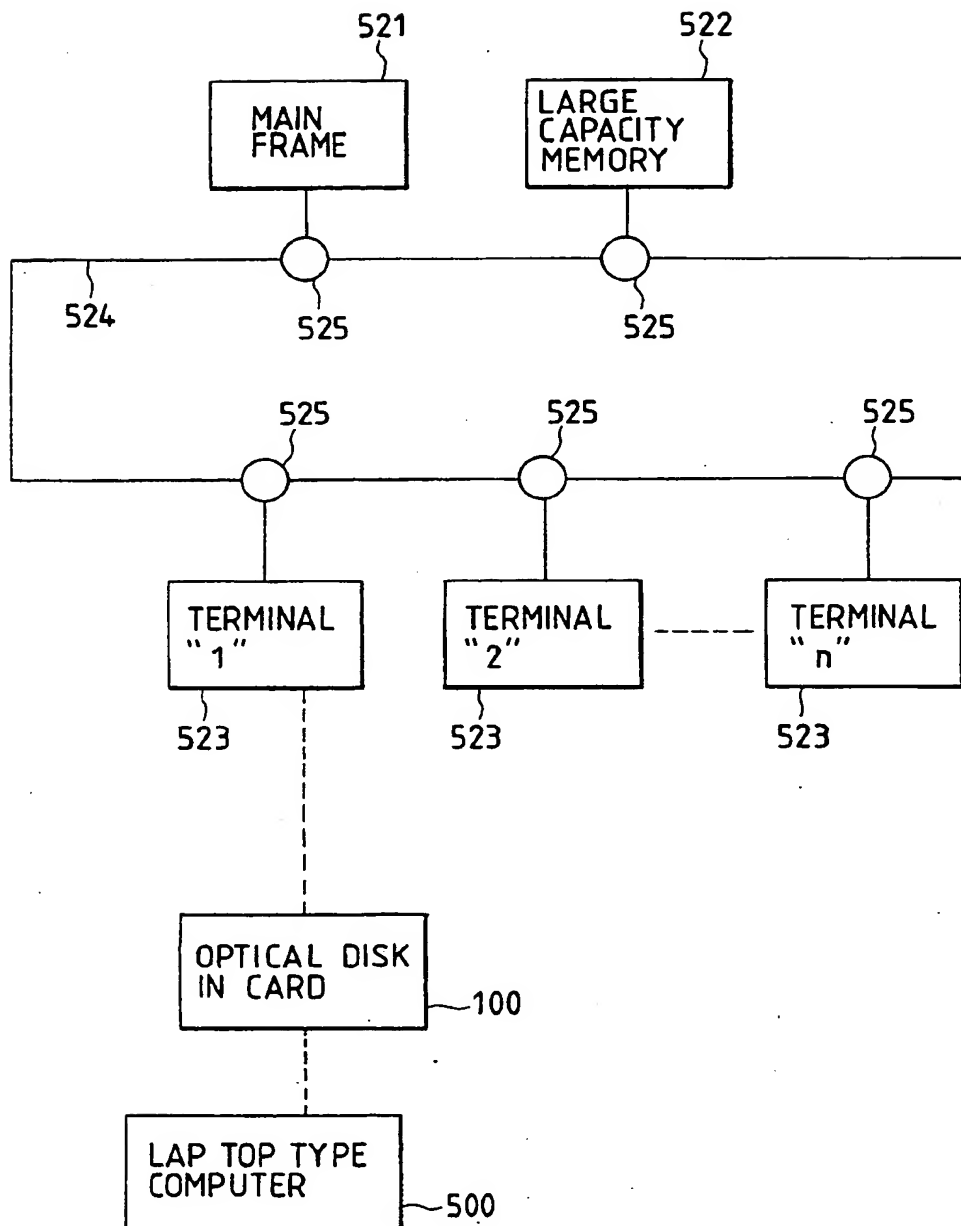 521
522
MAIN
FRAME
LARGE
CAPACITY
MEMORY
524
525
525
525
525
525
TERMINAL
"1"
TERMINAL
"2"
TERMINAL
"n"
523
523
523
OPTICAL DISK
IN CARD
100
LAP TOP TYPE
COMPUTER
500